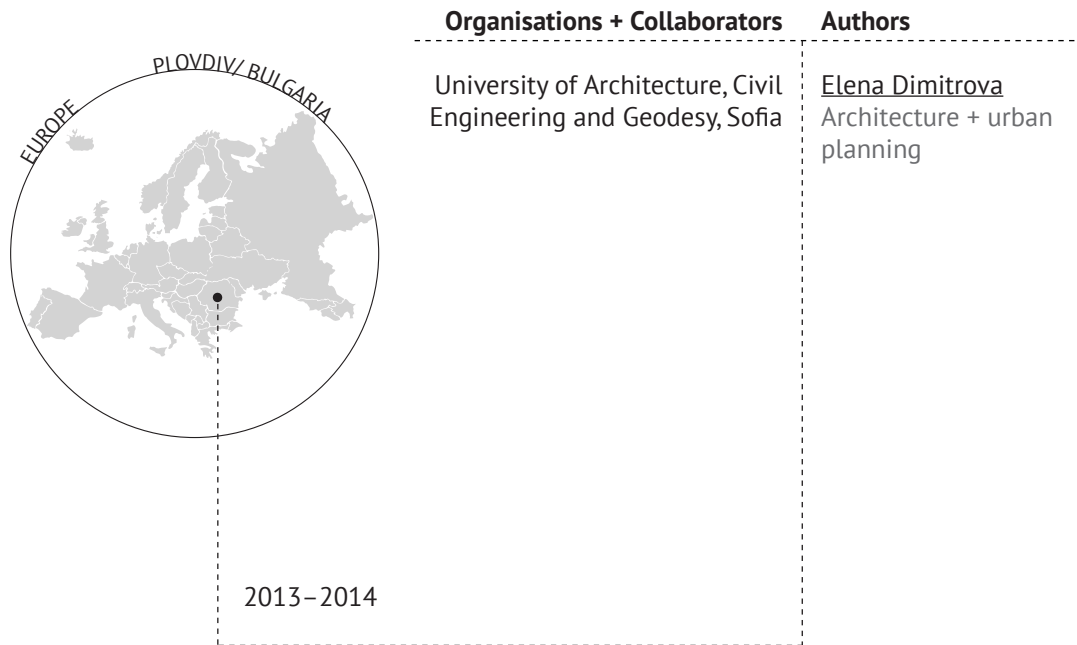 Organisations + Collaborators
Authors
EUROPE
PLOVDIV/ BULGARIA
University of Architecture, Civil
Engineering and Geodesy, Sofia
Elena Dimitrova
Architecture + urban
planning
2013–2014